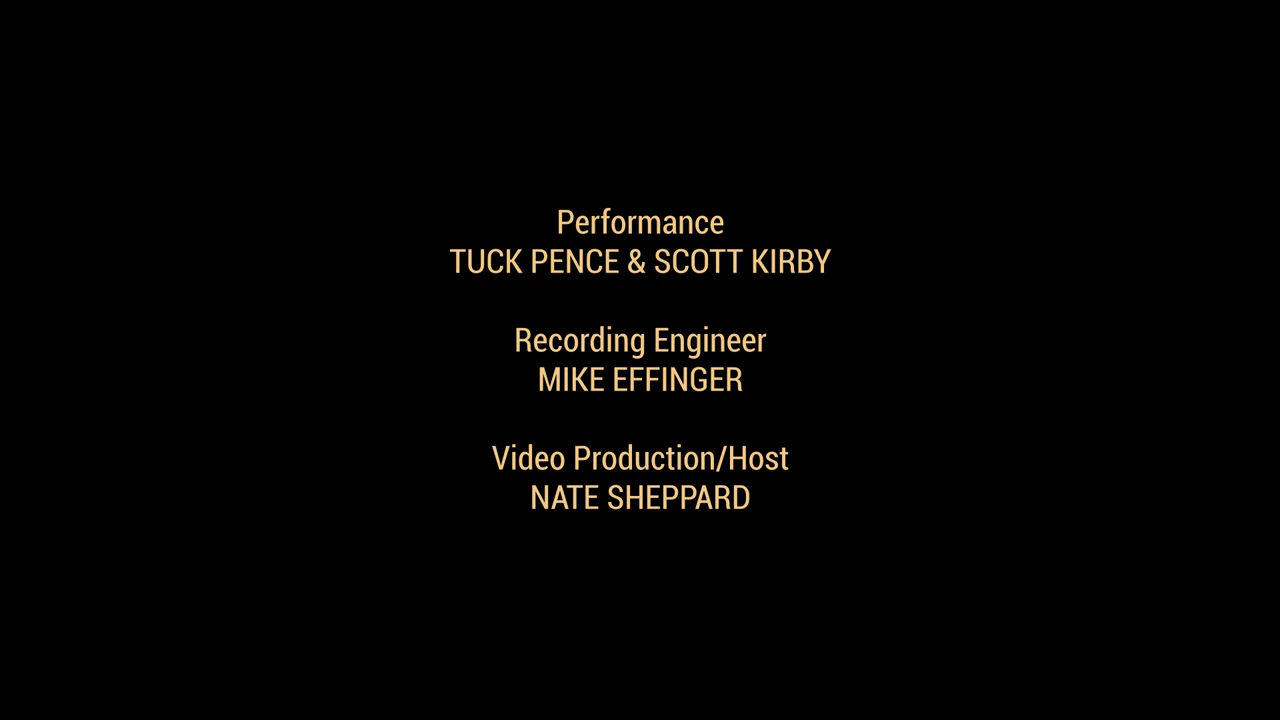 Performance
TUCK PENCE & SCOTT KIRBY
Recording Engineer
MIKE EFFINGER
Video Production/Host
NATE SHEPPARD